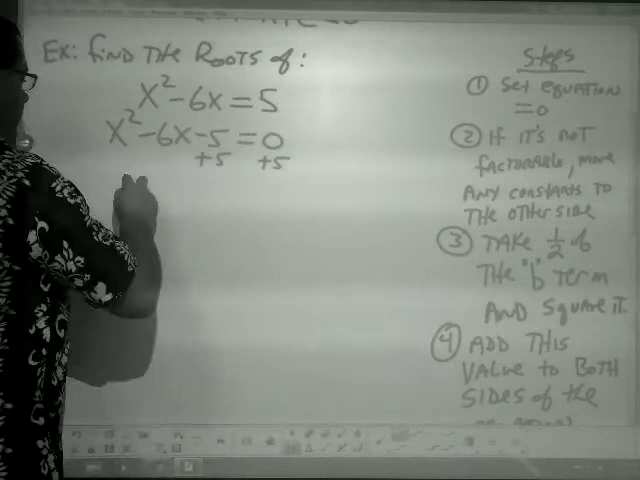 Ex: find The Roots of:
x² - 6x = 5
x² - 6x - 5 = 0
+5 +5
Steps
① Set equation
= 0
② If it's not
factorable, move
any constants to
the other side
③ Take 1/2 of
the "b" term
and square it.
④ Add this
value to both
sides of the